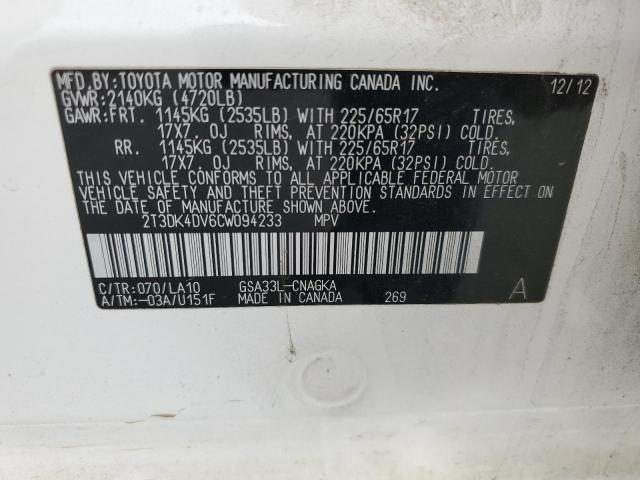 MFD.BY:TOYOTA MOTOR MANUFACTURING CANADA INC. 12/12
GVWR:2140KG (4720LB)
GAWR:FRT. 1145KG (2535LB) WITH 225/65R17 TIRES,
17X7.0J RIMS, AT 220KPA (32PSI) COLD.
RR. 1145KG (2535LB) WITH 225/65R17 TIRES,
17X7.0J RIMS, AT 220KPA (32PSI) COLD.
THIS VEHICLE CONFORMS TO ALL APPLICABLE FEDERAL MOTOR
VEHICLE SAFETY AND THEFT PREVENTION STANDARDS IN EFFECT ON
THE DATE OF MANUFACTURE SHOWN ABOVE.
2T3DK4DV6CW094233 MPV
C/TR:070/LA10 GSA33L-CNAGKA
A/TM:-03A/U151F MADE IN CANADA 269 A